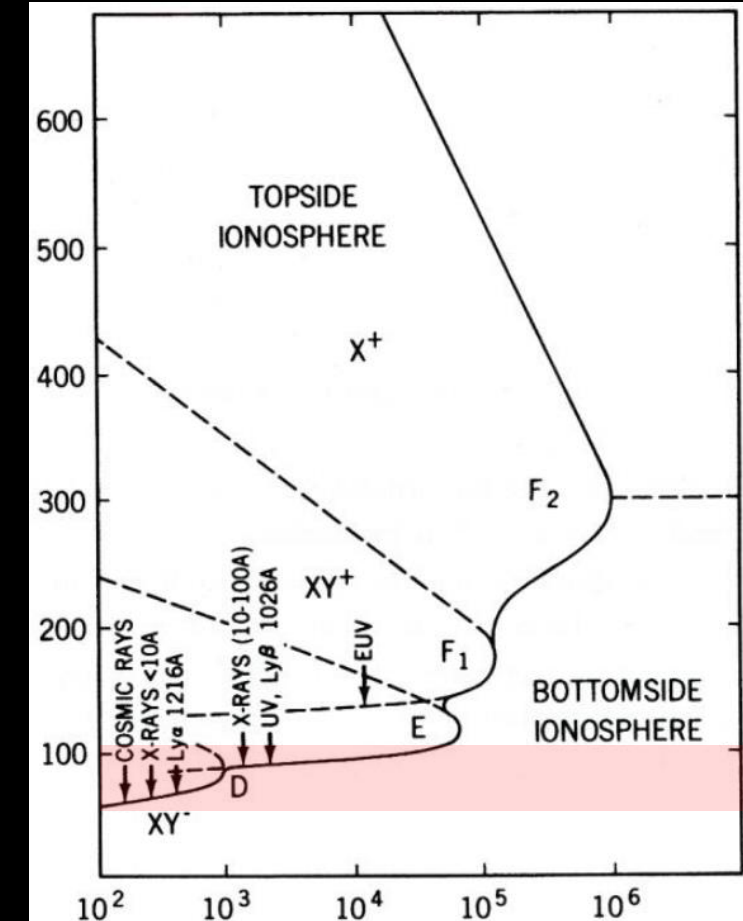 600
500
400
300
200
100
TOPSIDE
IONOSPHERE
X+
F2
XY+
COSMIC RAYS
X-RAYS <10A
Lyα 1216A
X-RAYS (10-100A)
UV, Lyβ 1026A
EUV
F1
E
BOTTOMSIDE
IONOSPHERE
D
XY-
10² 10³ 10⁴ 10⁵ 10⁶